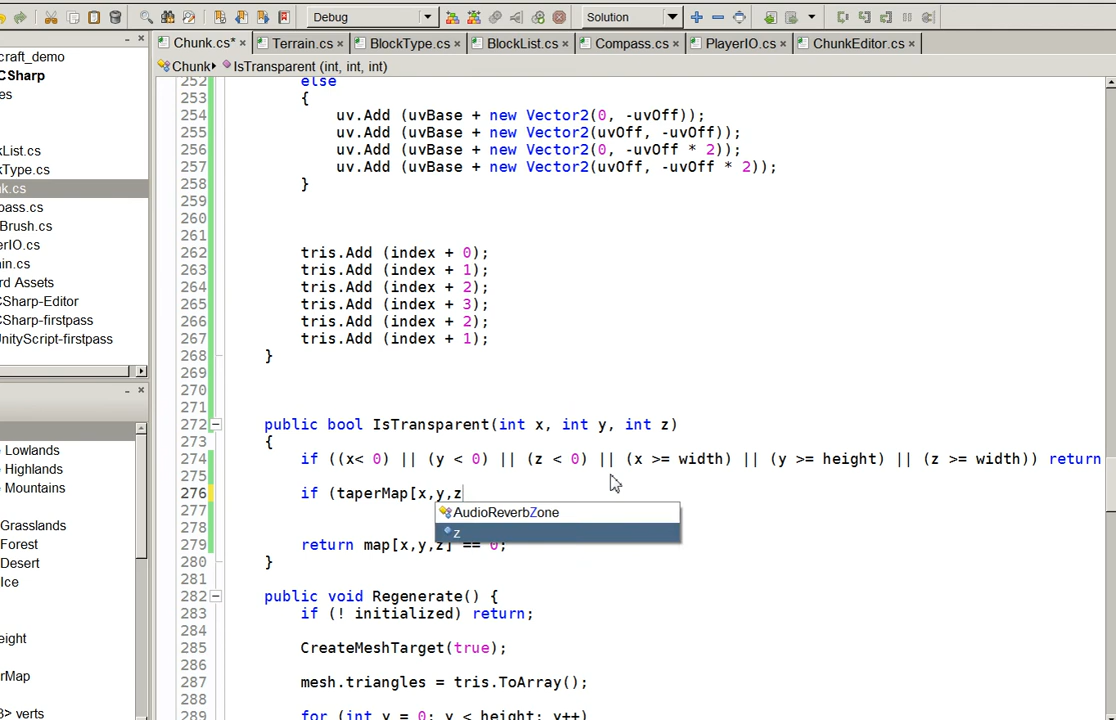 Debug
Solution
Chunk.cs*
Terrain.cs
BlockType.cs
BlockList.cs
Compass.cs
PlayerIO.cs
ChunkEditor.cs
craft_demo
CSharp
es
kList.cs
kType.cs
nk.cs
pass.cs
Brush.cs
erIO.cs
in.cs
rd Assets
CSharp-Editor
CSharp-firstpass
UnityScript-firstpass
Lowlands
Highlands
Mountains
Grasslands
Forest
Desert
Ice
eight
rMap
3> verts
Chunk IsTransparent (int, int, int)
252 else
253 {
254 uv.Add (uvBase + new Vector2(0, -uvOff));
255 uv.Add (uvBase + new Vector2(uvOff, -uvOff));
256 uv.Add (uvBase + new Vector2(0, -uvOff * 2));
257 uv.Add (uvBase + new Vector2(uvOff, -uvOff * 2));
258 }
259
260
261
262 tris.Add (index + 0);
263 tris.Add (index + 1);
264 tris.Add (index + 2);
265 tris.Add (index + 3);
266 tris.Add (index + 2);
267 tris.Add (index + 1);
268 }
269
270
271
272 public bool IsTransparent(int x, int y, int z)
273 {
274 if ((x< 0) || (y < 0) || (z < 0) || (x >= width) || (y >= height) || (z >= width)) return
275
276 if (taperMap[x,y,z
277 AudioReverbZone
278 z
279 return map[x,y,z] == 0;
280 }
281
282 public void Regenerate() {
283 if (! initialized) return;
284
285 CreateMeshTarget(true);
286
287 mesh.triangles = tris.ToArray();
288
289 for (int y = 0; y < height; y++)